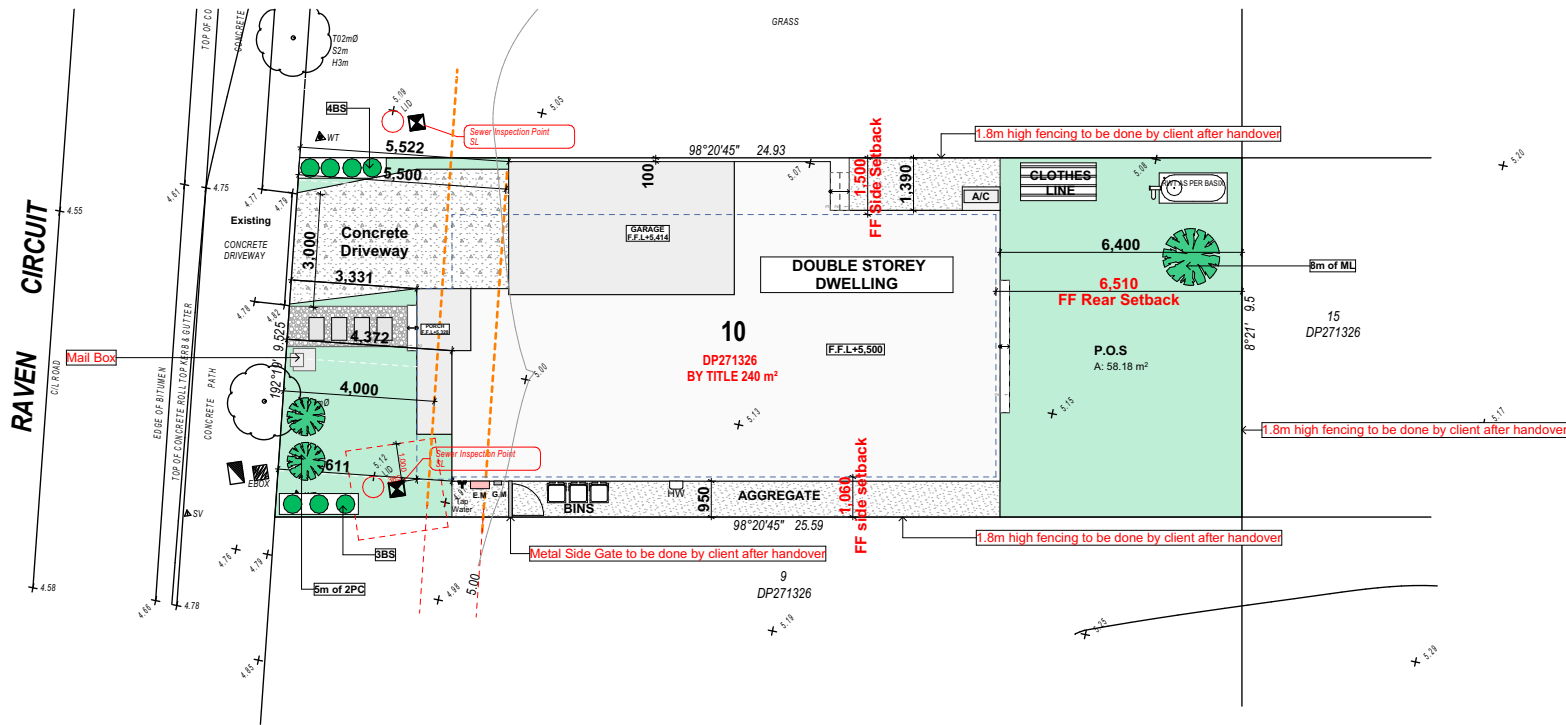 GRASS
TOP OF CO
CONCRETE
T02mØ
S2m
H3m
4BS
5.09
LID
5.05
WT
Sewer Inspection Point
SL
5,522
5,500
98°20'45"   24.93
100
5.07
1,500
FF Side Setback
1,390
1.8m high fencing to be done by client after handover
5.08
5.20
4.61
4.75
4.77
4.79
4.55
CLOTHES
LINE
RWT AS PER BASIX
A/C
Existing
CONCRETE
DRIVEWAY
Concrete
Driveway
3,000
3,331
GARAGE
F.F.L+5,414
DOUBLE STOREY
DWELLING
6,400
8m of ML
6,510
FF Rear Setback
RAVEN   CIRCUIT
C/L ROAD
4.78
4.82
PORCH
F.F.L+5,328
4,372
10
DP271326
BY TITLE 240 m²
F.F.L+5,500
P.O.S
A: 58.18 m²
8°21'   9.5
15
DP271326
Mail Box
192°19'   9.525
5.00
4,000
EDGE OF BITUMEN
TOP OF CONCRETE ROLL TOP KERB & GUTTER
CONCRETE   PATH
5.13
5.15
5.17
1.8m high fencing to be done by client after handover
Sewer Inspection Point
SL
1,000
611
5.12
LID
EBOX
SV
Tap
Water
E.M
G.M
BINS
HW
950
AGGREGATE
1,060
FF side setback
98°20'45"   25.59
3BS
Metal Side Gate to be done by client after handover
1.8m high fencing to be done by client after handover
4.76
4.79
5m of 2PC
4.98
5.00
9
DP271326
4.58
4.66
4.78
5.19
5.25
5.29
4.85